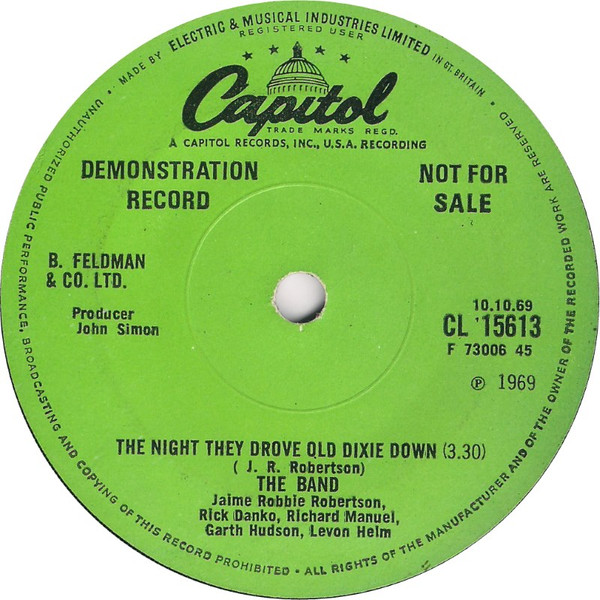 MADE BY ELECTRIC & MUSICAL INDUSTRIES LIMITED IN GT. BRITAIN •
REGISTERED USER
Capitol
TRADE MARKS REGD.
A CAPITOL RECORDS, INC., U.S.A. RECORDING
DEMONSTRATION
RECORD
NOT FOR
SALE
B. FELDMAN
& CO. LTD.
Producer
John Simon
10.10.69
CL 15613
F 73006 45
℗ 1969
THE NIGHT THEY DROVE QLD DIXIE DOWN (3.30)
( J. R. Robertson)
THE BAND
Jaime Robbie Robertson,
Rick Danko, Richard Manuel,
Garth Hudson, Levon Helm
UNAUTHORIZED PUBLIC PERFORMANCE, BROADCASTING AND COPYING OF THIS RECORD PROHIBITED • ALL RIGHTS OF THE MANUFACTURER AND OF THE OWNER OF THE RECORDED WORK ARE RESERVED •